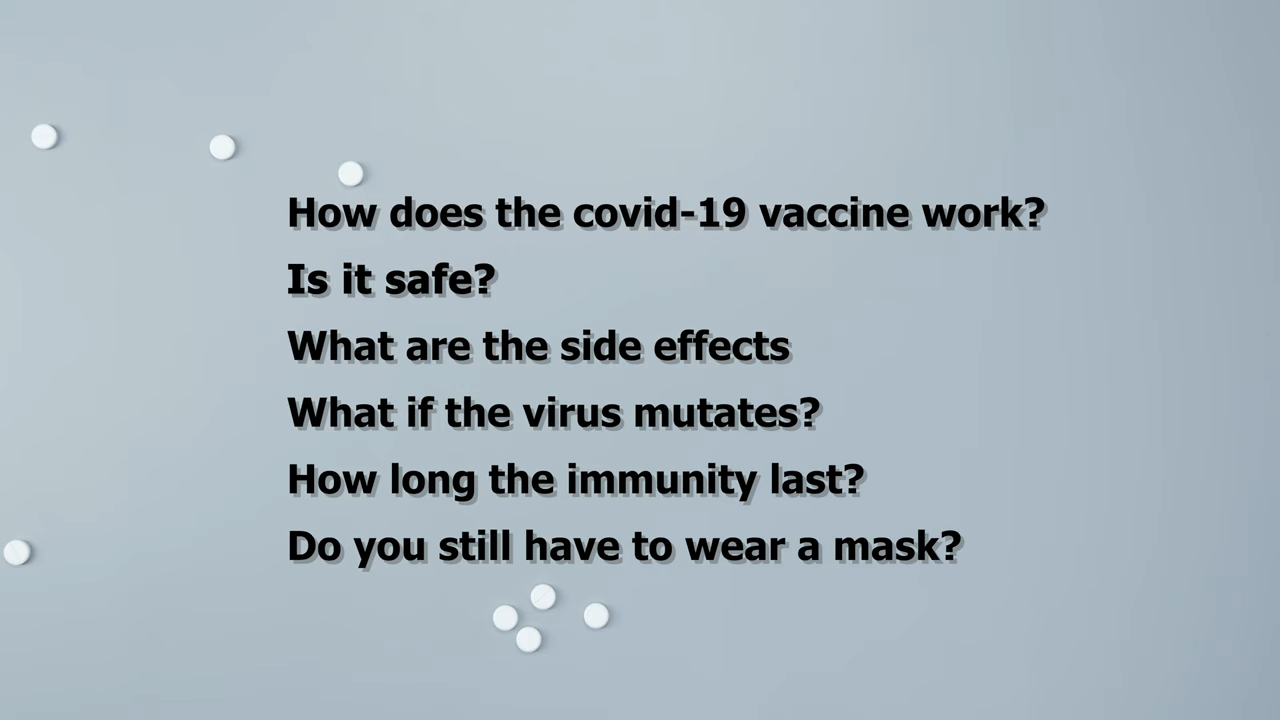 How does the covid-19 vaccine work?
Is it safe?
What are the side effects
What if the virus mutates?
How long the immunity last?
Do you still have to wear a mask?